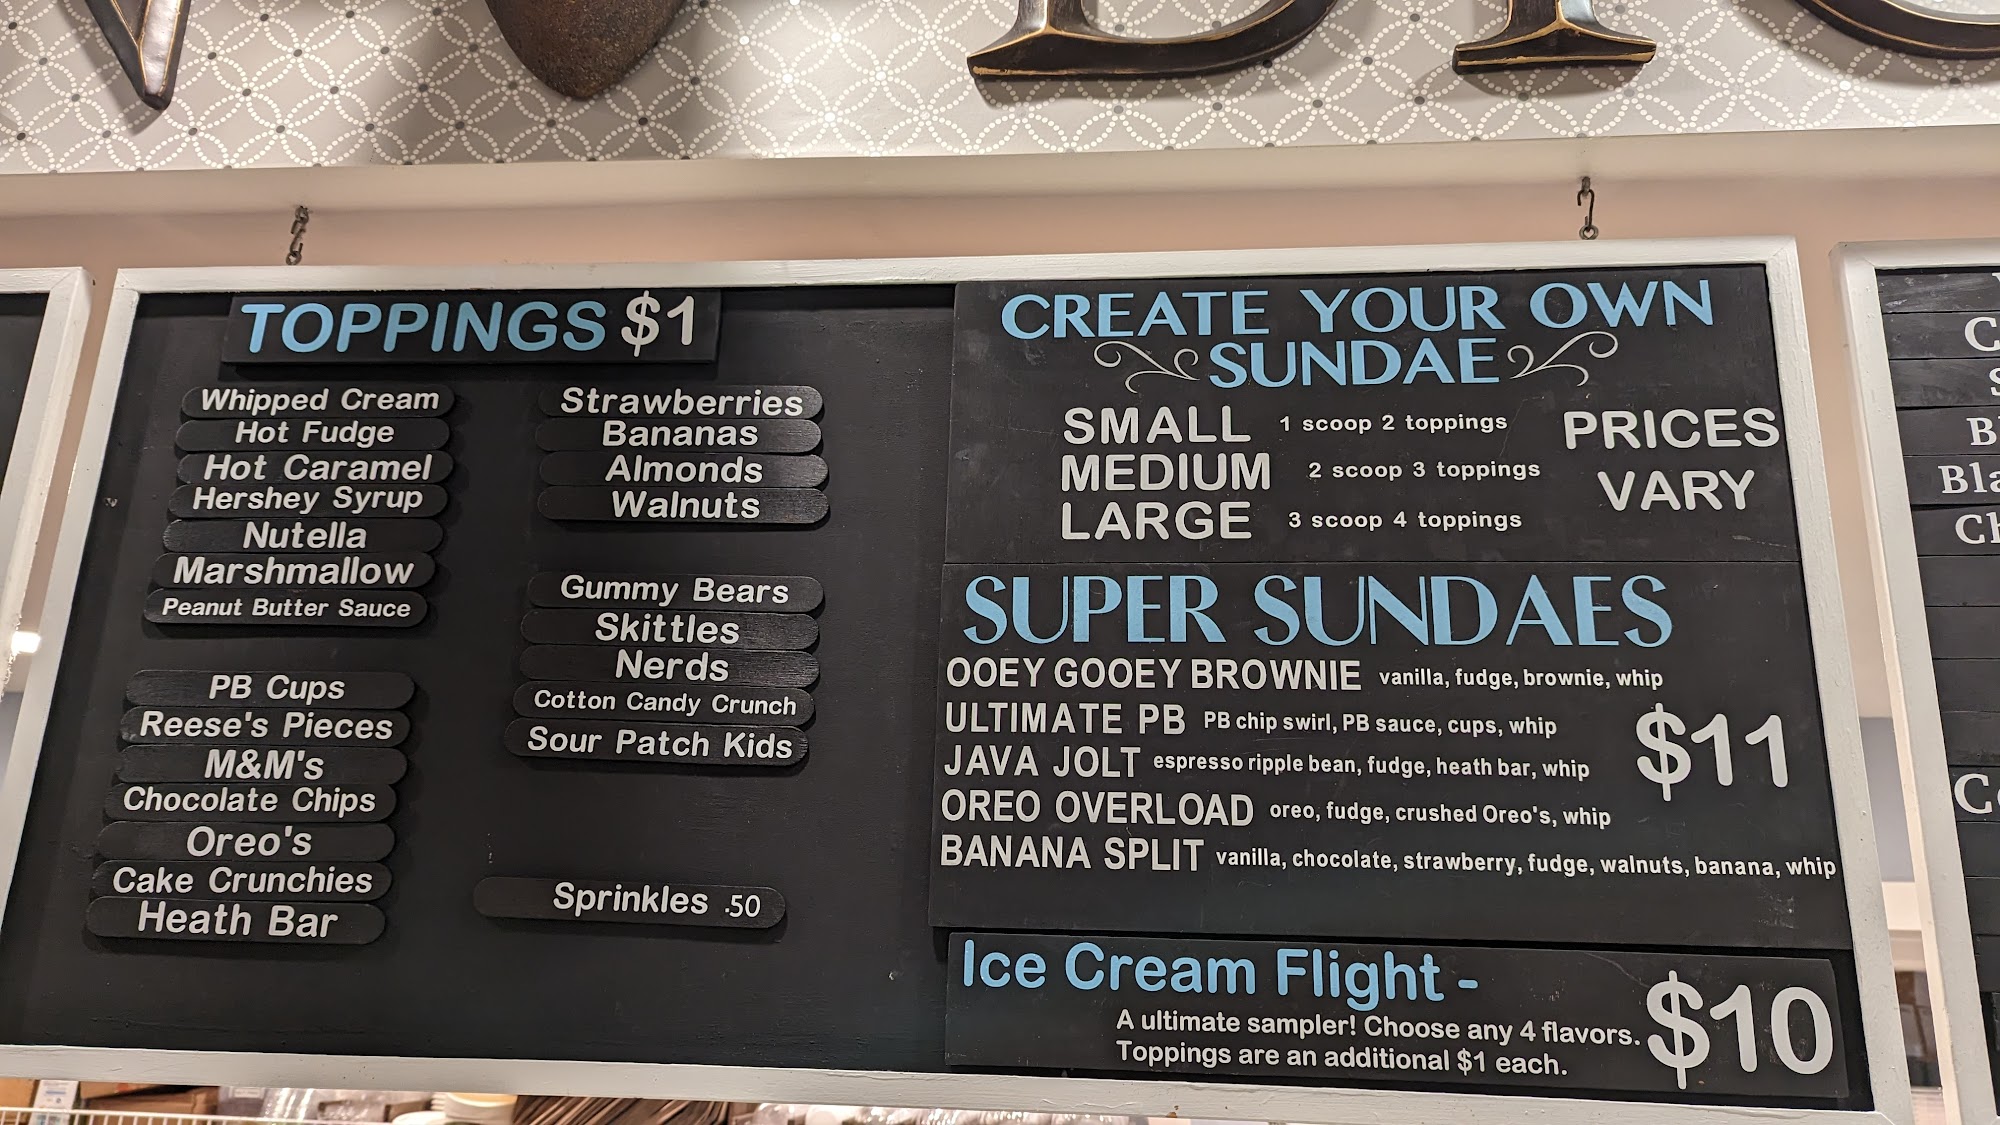 TOPPINGS $1
Whipped Cream
Hot Fudge
Hot Caramel
Hershey Syrup
Nutella
Marshmallow
Peanut Butter Sauce
PB Cups
Reese's Pieces
M&M's
Chocolate Chips
Oreo's
Cake Crunchies
Heath Bar
Strawberries
Bananas
Almonds
Walnuts
Gummy Bears
Skittles
Nerds
Cotton Candy Crunch
Sour Patch Kids
Sprinkles .50
CREATE YOUR OWN
SUNDAE
SMALL 1 scoop 2 toppings
MEDIUM 2 scoop 3 toppings
LARGE 3 scoop 4 toppings
PRICES
VARY
SUPER SUNDAES
OOEY GOOEY BROWNIE vanilla, fudge, brownie, whip
ULTIMATE PB PB chip swirl, PB sauce, cups, whip
JAVA JOLT espresso ripple bean, fudge, heath bar, whip
OREO OVERLOAD oreo, fudge, crushed Oreo's, whip
BANANA SPLIT vanilla, chocolate, strawberry, fudge, walnuts, banana, whip
$11
Ice Cream Flight -
A ultimate sampler! Choose any 4 flavors.
Toppings are an additional $1 each.
$10